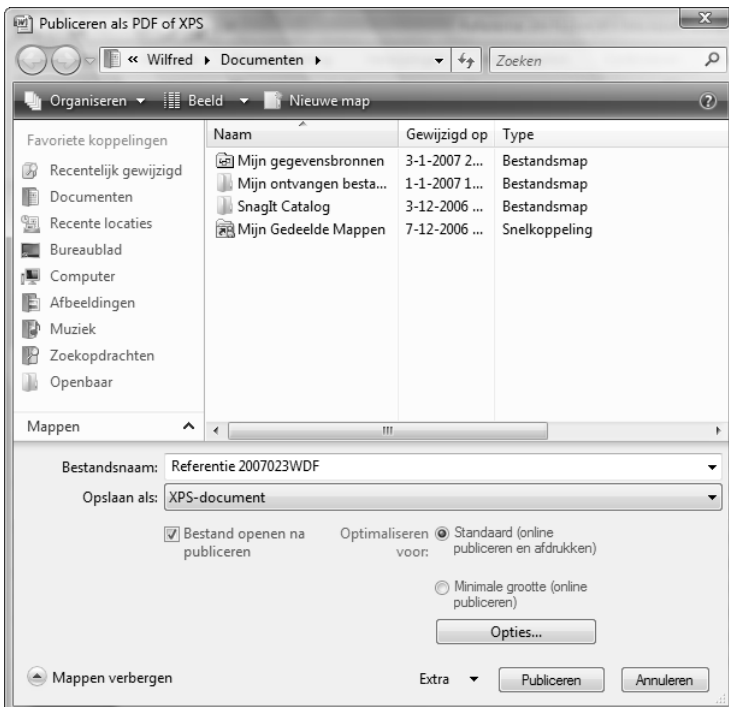 Publiceren als PDF of XPS
« Wilfred ▸ Documenten ▸
Zoeken
Organiseren Beeld Nieuwe map
Favoriete koppelingen
Recentelijk gewijzigd
Documenten
Recente locaties
Bureaublad
Computer
Afbeeldingen
Muziek
Zoekopdrachten
Openbaar
Mappen
Naam Gewijzigd op Type
Mijn gegevensbronnen 3-1-2007 2... Bestandsmap
Mijn ontvangen besta... 1-1-2007 1... Bestandsmap
SnagIt Catalog 3-12-2006 ... Bestandsmap
Mijn Gedeelde Mappen 7-12-2006 ... Snelkoppeling
Bestandsnaam: Referentie 2007023WDF
Opslaan als: XPS-document
Bestand openen na
publiceren
Optimaliseren
voor:
Standaard (online
publiceren en afdrukken)
Minimale grootte (online
publiceren)
Opties...
Mappen verbergen
Extra Publiceren Annuleren